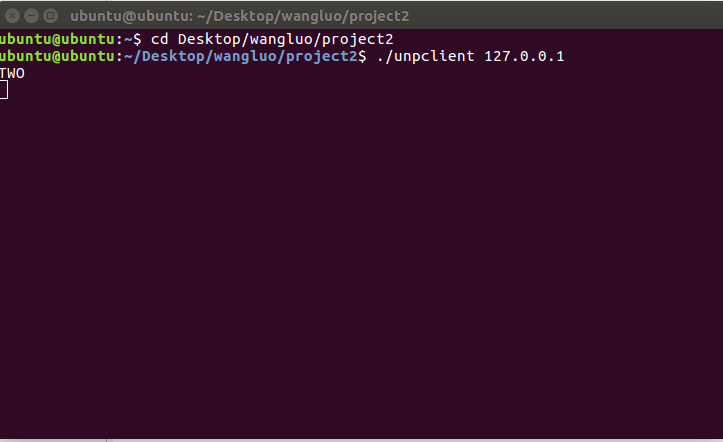 ubuntu@ubuntu: ~/Desktop/wangluo/project2
ubuntu@ubuntu:~$ cd Desktop/wangluo/project2
ubuntu@ubuntu:~/Desktop/wangluo/project2$ ./unpclient 127.0.0.1
TWO